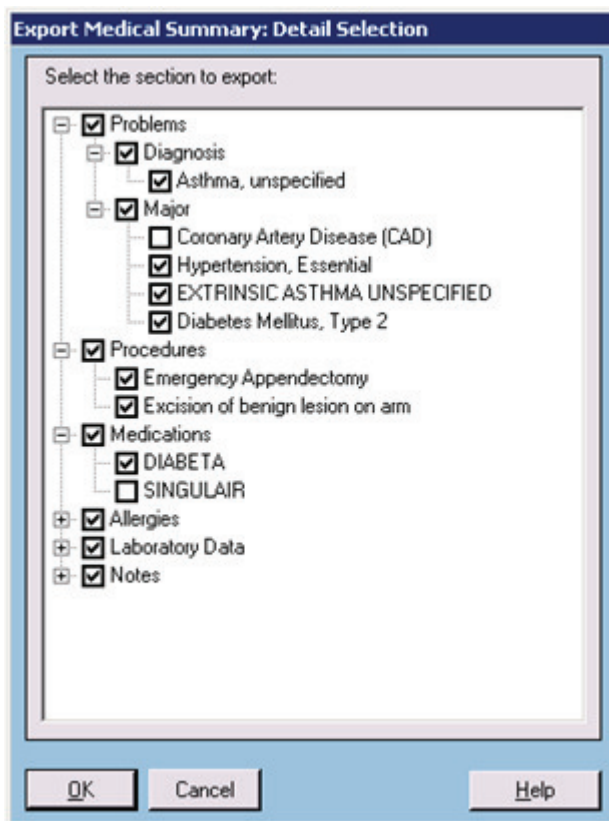 Export Medical Summary: Detail Selection
Select the section to export:
Problems
Diagnosis
Asthma, unspecified
Major
Coronary Artery Disease (CAD)
Hypertension, Essential
EXTRINSIC ASTHMA UNSPECIFIED
Diabetes Mellitus, Type 2
Procedures
Emergency Appendectomy
Excision of benign lesion on arm
Medications
DIABETA
SINGULAIR
Allergies
Laboratory Data
Notes
OK Cancel Help